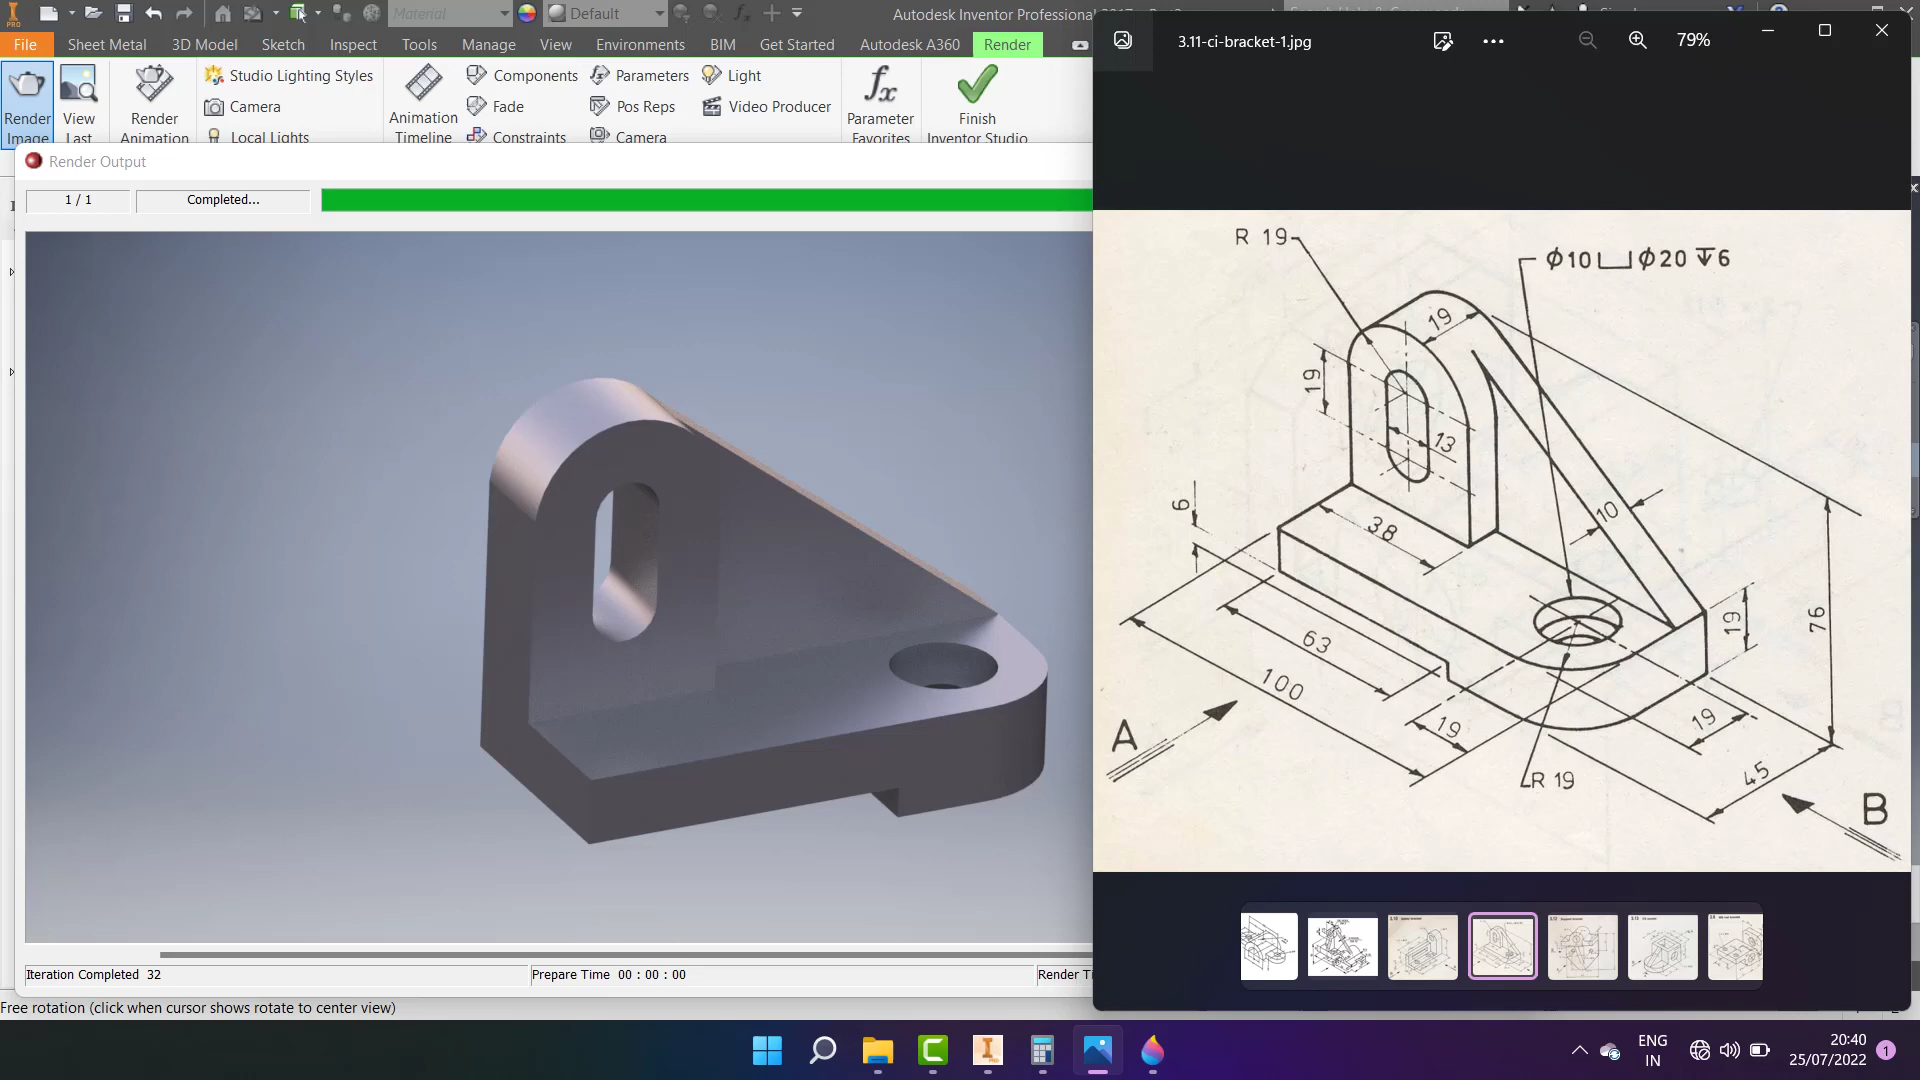 PRO
Material
Default
Autodesk Inventor Professional
File
Sheet Metal
3D Model
Sketch
Inspect
Tools
Manage
View
Environments
BIM
Get Started
Autodesk A360
Render
Render
Image
View
Last
Render
Animation
Studio Lighting Styles
Camera
Local Lights
Animation
Timeline
Components
Fade
Constraints
Parameters
Pos Reps
Camera
Light
Video Producer
fx
Parameter
Favorites
Finish
Inventor Studio
Render Output
1 / 1
Completed...
Iteration Completed 32
Prepare Time 00 : 00 : 00
Free rotation (click when cursor shows rotate to center view)
3.11-ci-bracket-1.jpg
79%
R 19
ϕ10⌴ϕ20↧6
19
19
13
6
38
10
63
100
19
76
19
19
45
R 19
A
B
ENG
IN
20:40
25/07/2022
1